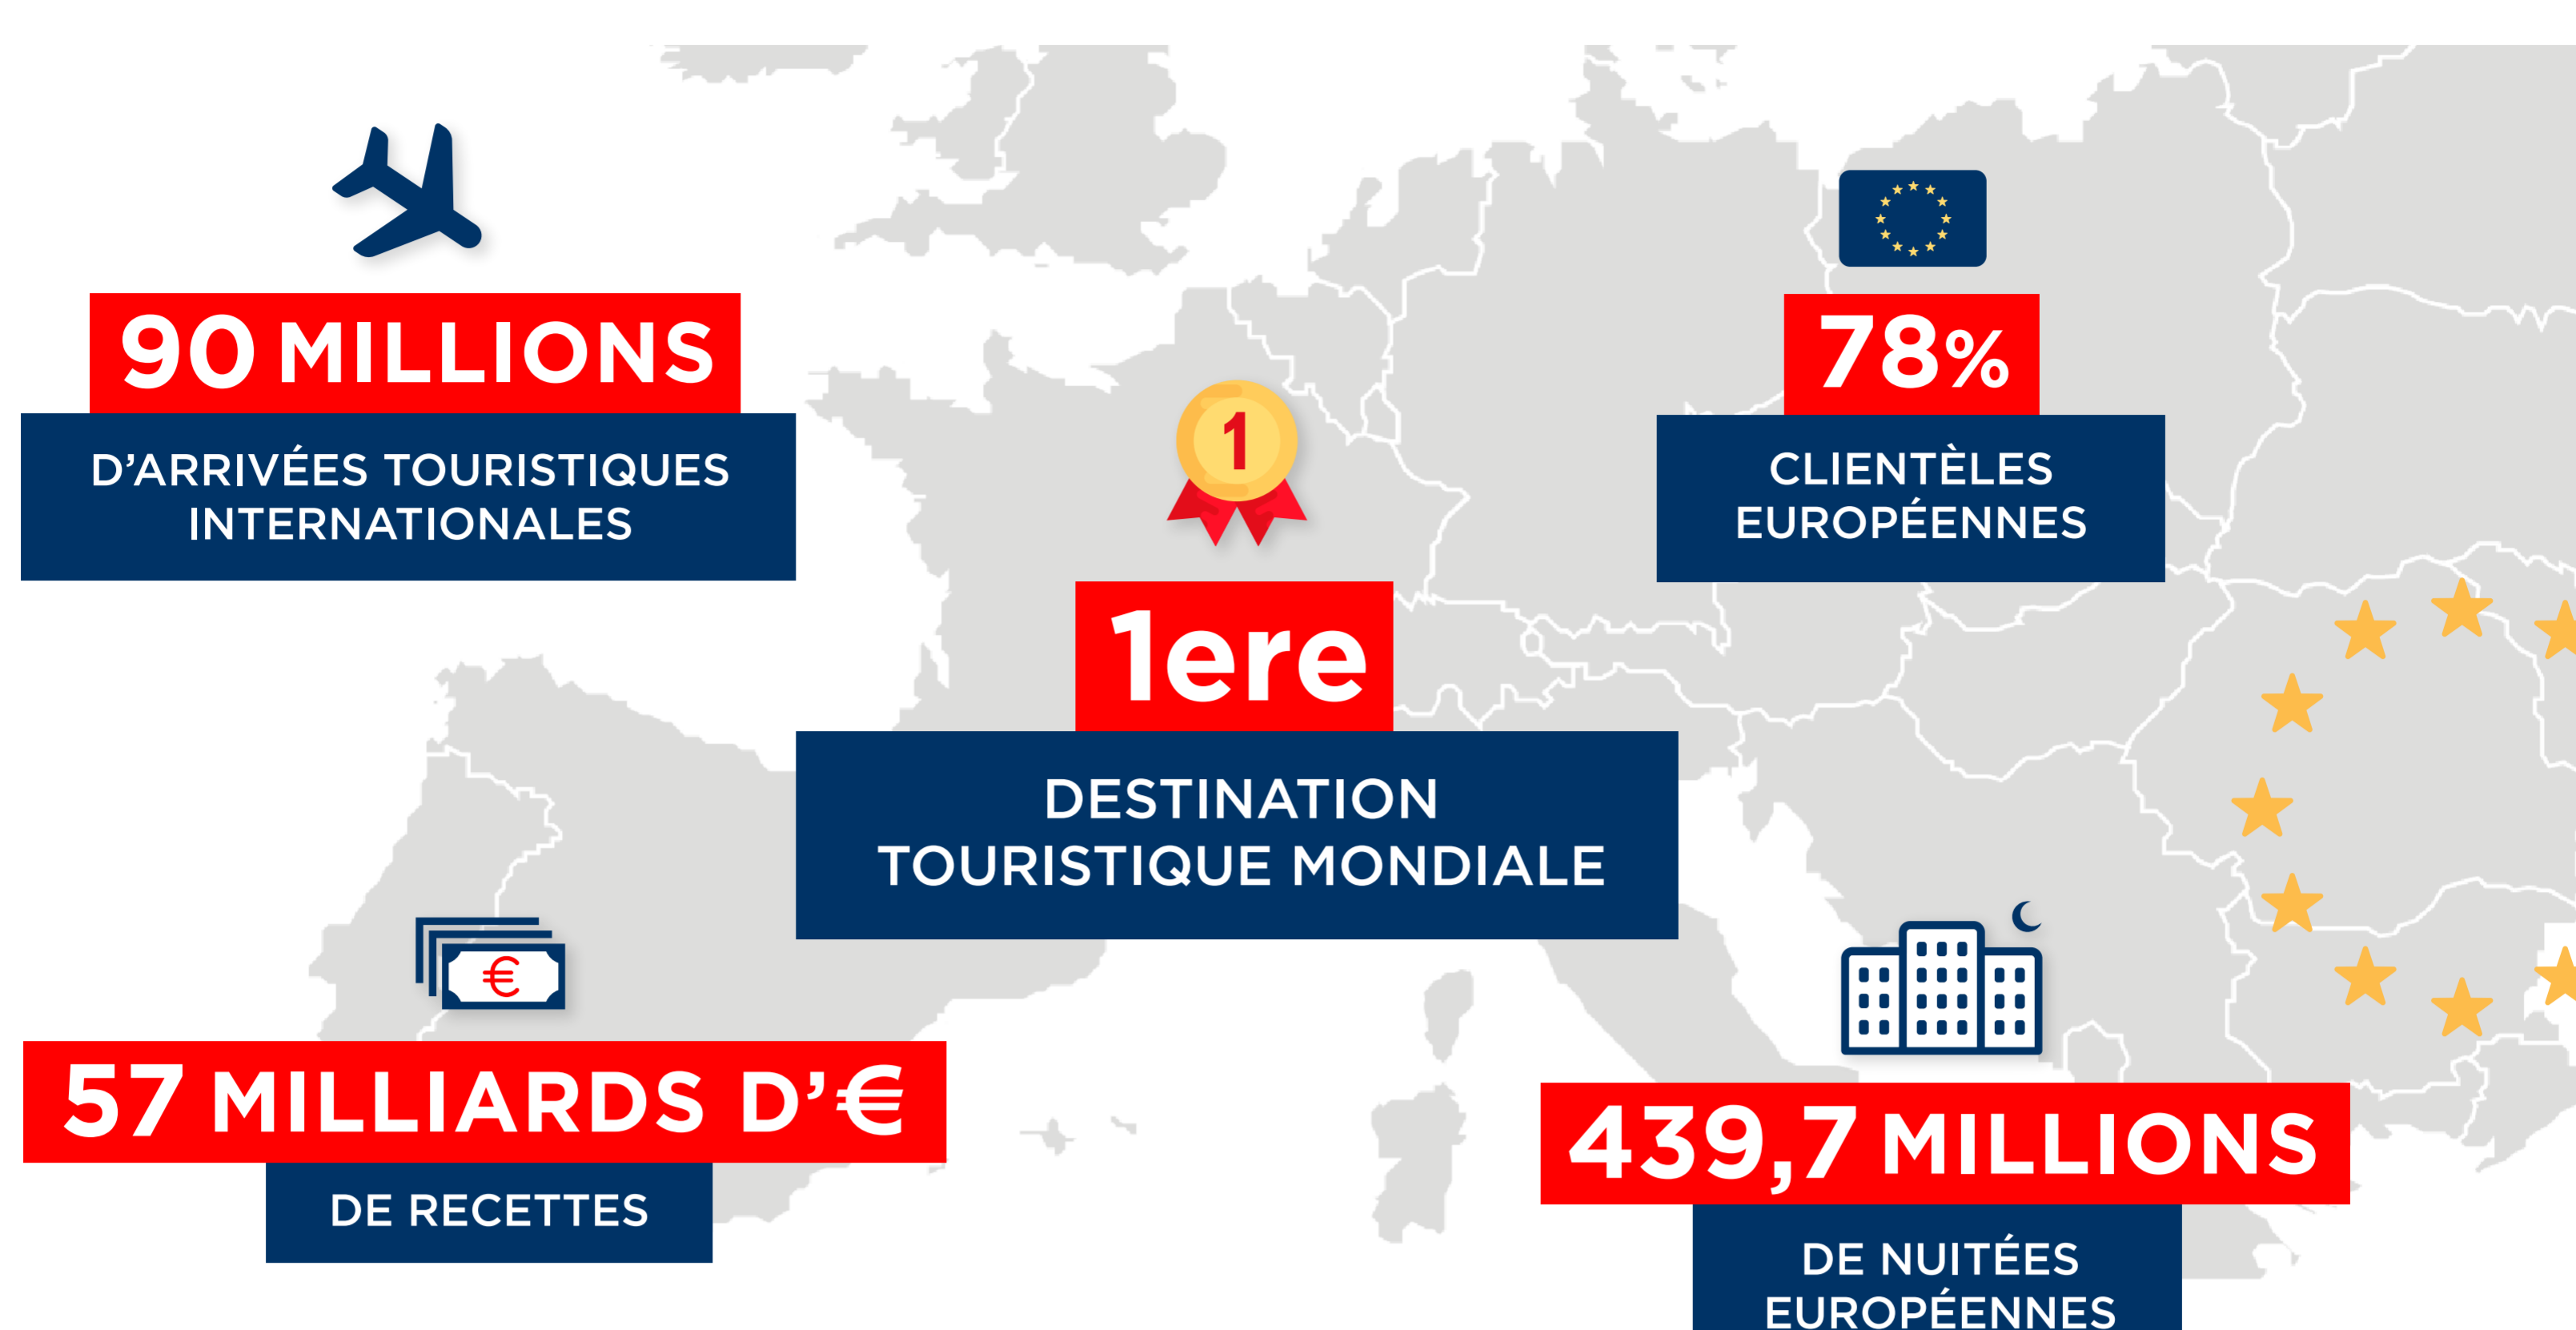 90 MILLIONS
D'ARRIVÉES TOURISTIQUES
INTERNATIONALES
78%
CLIENTÈLES
EUROPÉENNES
1
1ere
DESTINATION
TOURISTIQUE MONDIALE
€
57 MILLIARDS D'€
DE RECETTES
439,7 MILLIONS
DE NUITÉES
EUROPÉENNES